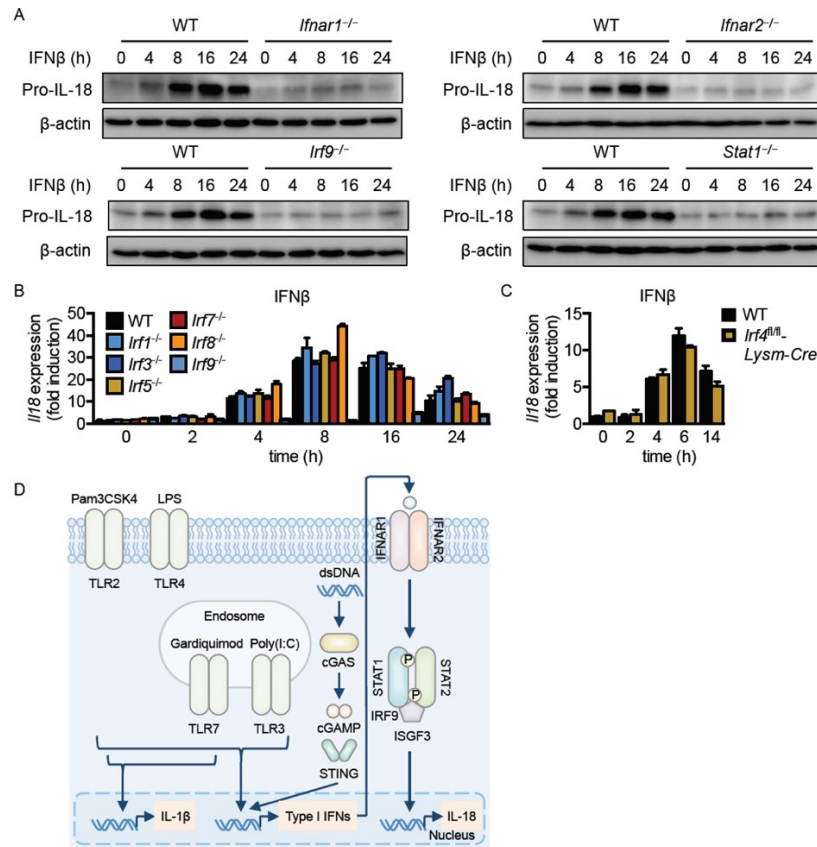 A
WT Ifnar1⁻/⁻
IFNβ (h) 0 4 8 16 24 0 4 8 16 24
Pro-IL-18
β-actin
WT Ifnar2⁻/⁻
IFNβ (h) 0 4 8 16 24 0 4 8 16 24
Pro-IL-18
β-actin
WT Irf9⁻/⁻
IFNβ (h) 0 4 8 16 24 0 4 8 16 24
Pro-IL-18
β-actin
WT Stat1⁻/⁻
IFNβ (h) 0 4 8 16 24 0 4 8 16 24
Pro-IL-18
β-actin
B
IFNβ
Il18 expression
(fold induction)
50
40
30
20
10
0
WT Irf7⁻/⁻
Irf1⁻/⁻ Irf8⁻/⁻
Irf3⁻/⁻ Irf9⁻/⁻
Irf5⁻/⁻
0 2 4 8 16 24
time (h)
C
IFNβ
Il18 expression
(fold induction)
15
10
5
0
WT
Irf4fl/fl-
Lysm-Cre
0 2 4 6 14
time (h)
D
Pam3CSK4 LPS
TLR2 TLR4
IFNAR1
IFNAR2
dsDNA
Endosome
Gardiquimod Poly(I:C)
cGAS
TLR7 TLR3
cGAMP
STING
STAT1
P
P
STAT2
IRF9
ISGF3
IL-1β Type I IFNs IL-18
Nucleus